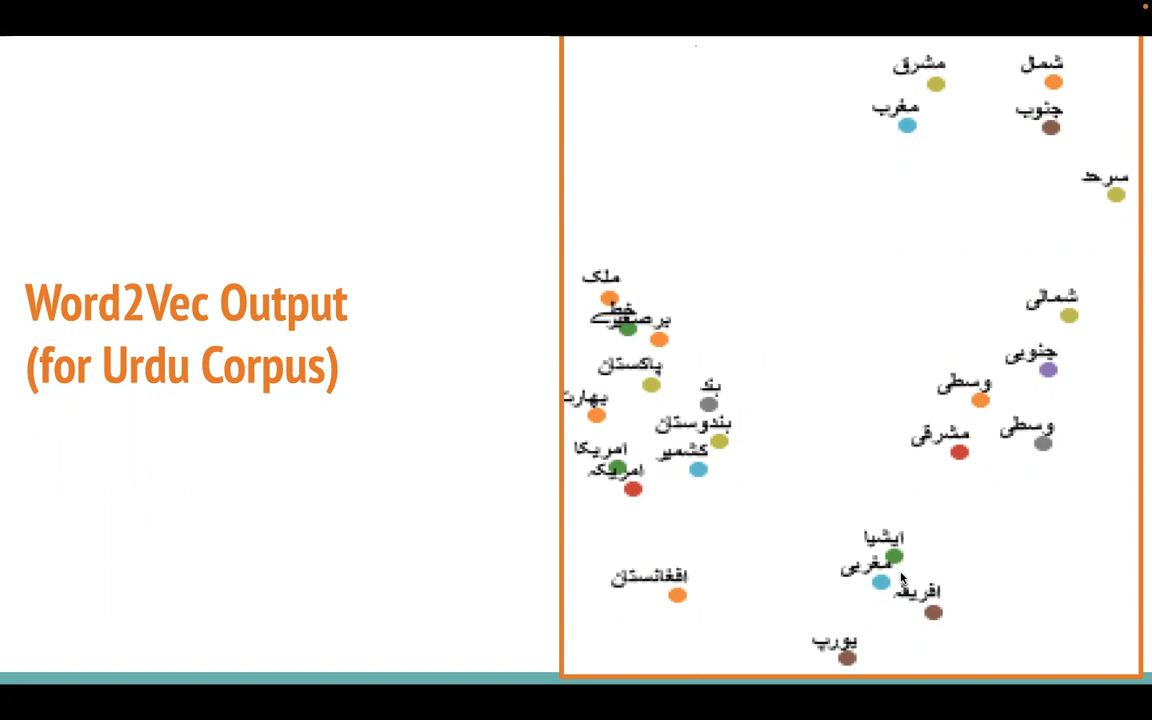 Word2Vec Output
(for Urdu Corpus)
مشرق
شمال
مغرب
جنوب
سرحد
ملک
خطے
برصغیر
شمالی
جنوبی
پاکستان
وسطی
ہند
بھارت
ہندوستان
وسطی
مشرقی
امریکا
کشمیر
امریکہ
ایشیا
مغربی
افغانستان
افریقہ
یورپ